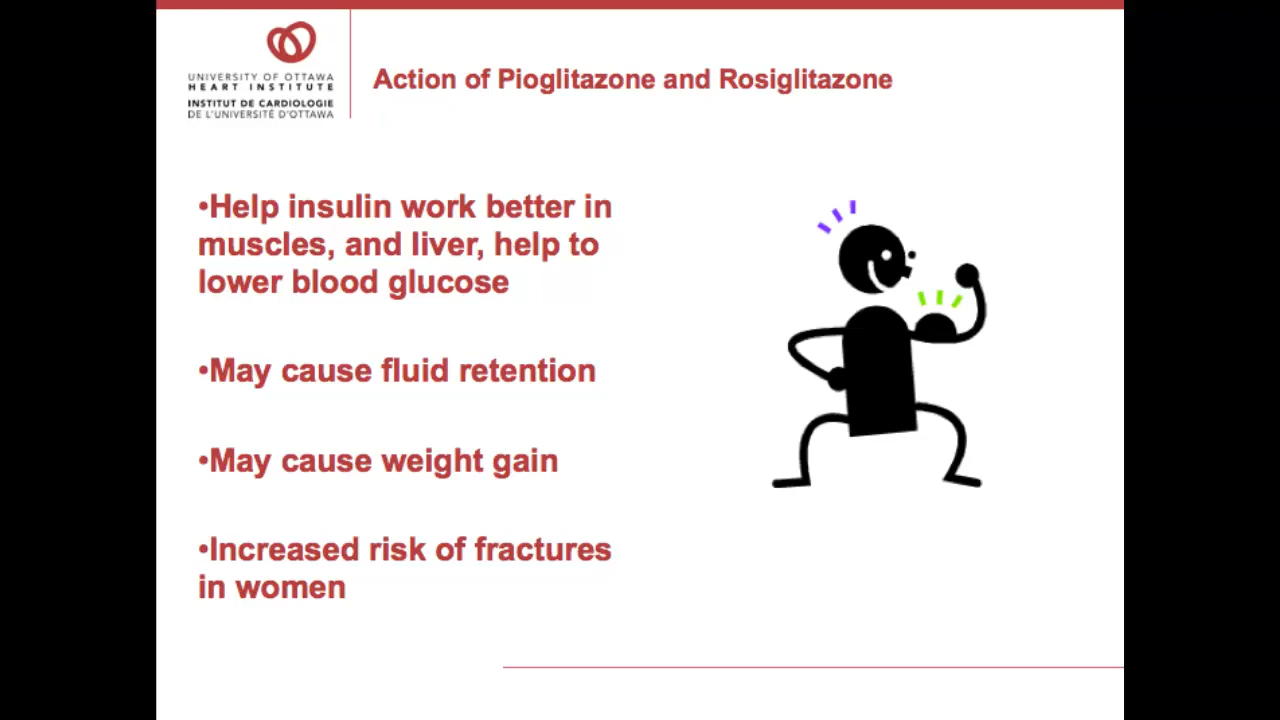 UNIVERSITY OF OTTAWA
HEART INSTITUTE
INSTITUT DE CARDIOLOGIE
DE L'UNIVERSITÉ D'OTTAWA
Action of Pioglitazone and Rosiglitazone
•Help insulin work better in
muscles, and liver, help to
lower blood glucose
•May cause fluid retention
•May cause weight gain
•Increased risk of fractures
in women